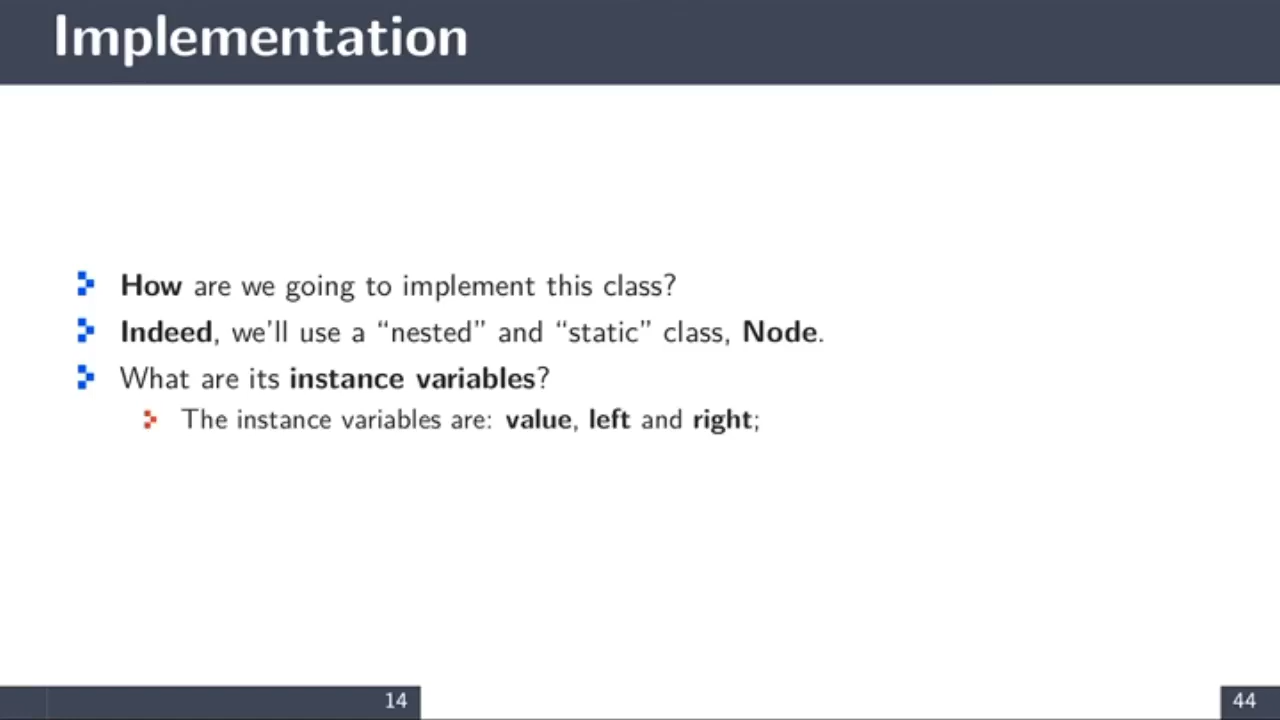 Implementation
How are we going to implement this class?
Indeed, we’ll use a “nested” and “static” class, Node.
What are its instance variables?
The instance variables are: value, left and right;
14
44